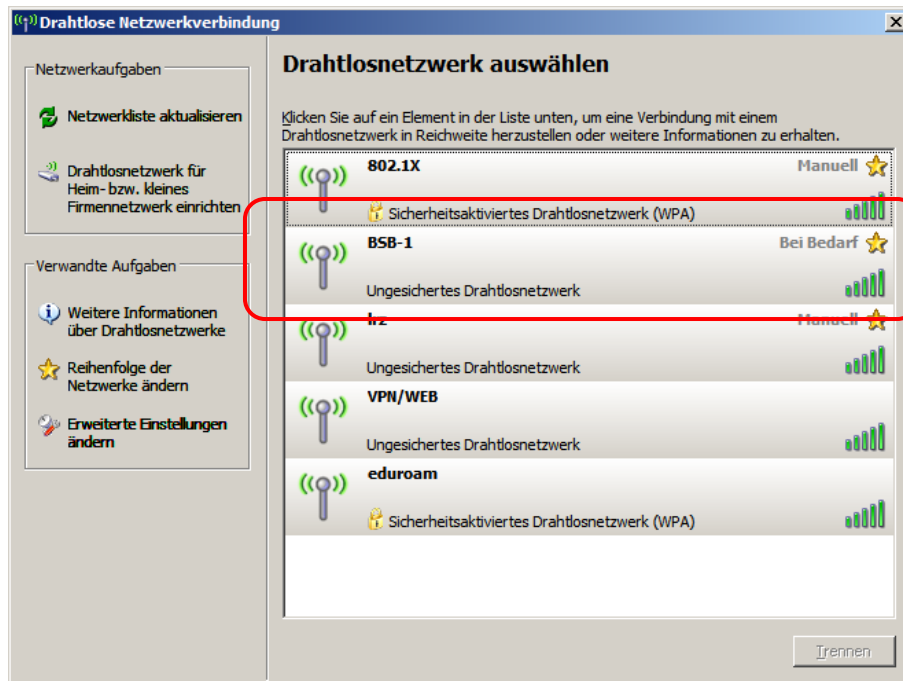 Drahtlose Netzwerkverbindung
Netzwerkaufgaben
Netzwerkliste aktualisieren
Drahtlosnetzwerk für
Heim- bzw. kleines
Firmennetzwerk einrichten
Verwandte Aufgaben
Weitere Informationen
über Drahtlosnetzwerke
Reihenfolge der
Netzwerke ändern
Erweiterte Einstellungen
ändern
Drahtlosnetzwerk auswählen
Klicken Sie auf ein Element in der Liste unten, um eine Verbindung mit einem
Drahtlosnetzwerk in Reichweite herzustellen oder weitere Informationen zu erhalten.
802.1X Manuell
Sicherheitsaktiviertes Drahtlosnetzwerk (WPA)
BSB-1 Bei Bedarf
Ungesichertes Drahtlosnetzwerk
lrz Manuell
Ungesichertes Drahtlosnetzwerk
VPN/WEB
Ungesichertes Drahtlosnetzwerk
eduroam
Sicherheitsaktiviertes Drahtlosnetzwerk (WPA)
Trennen